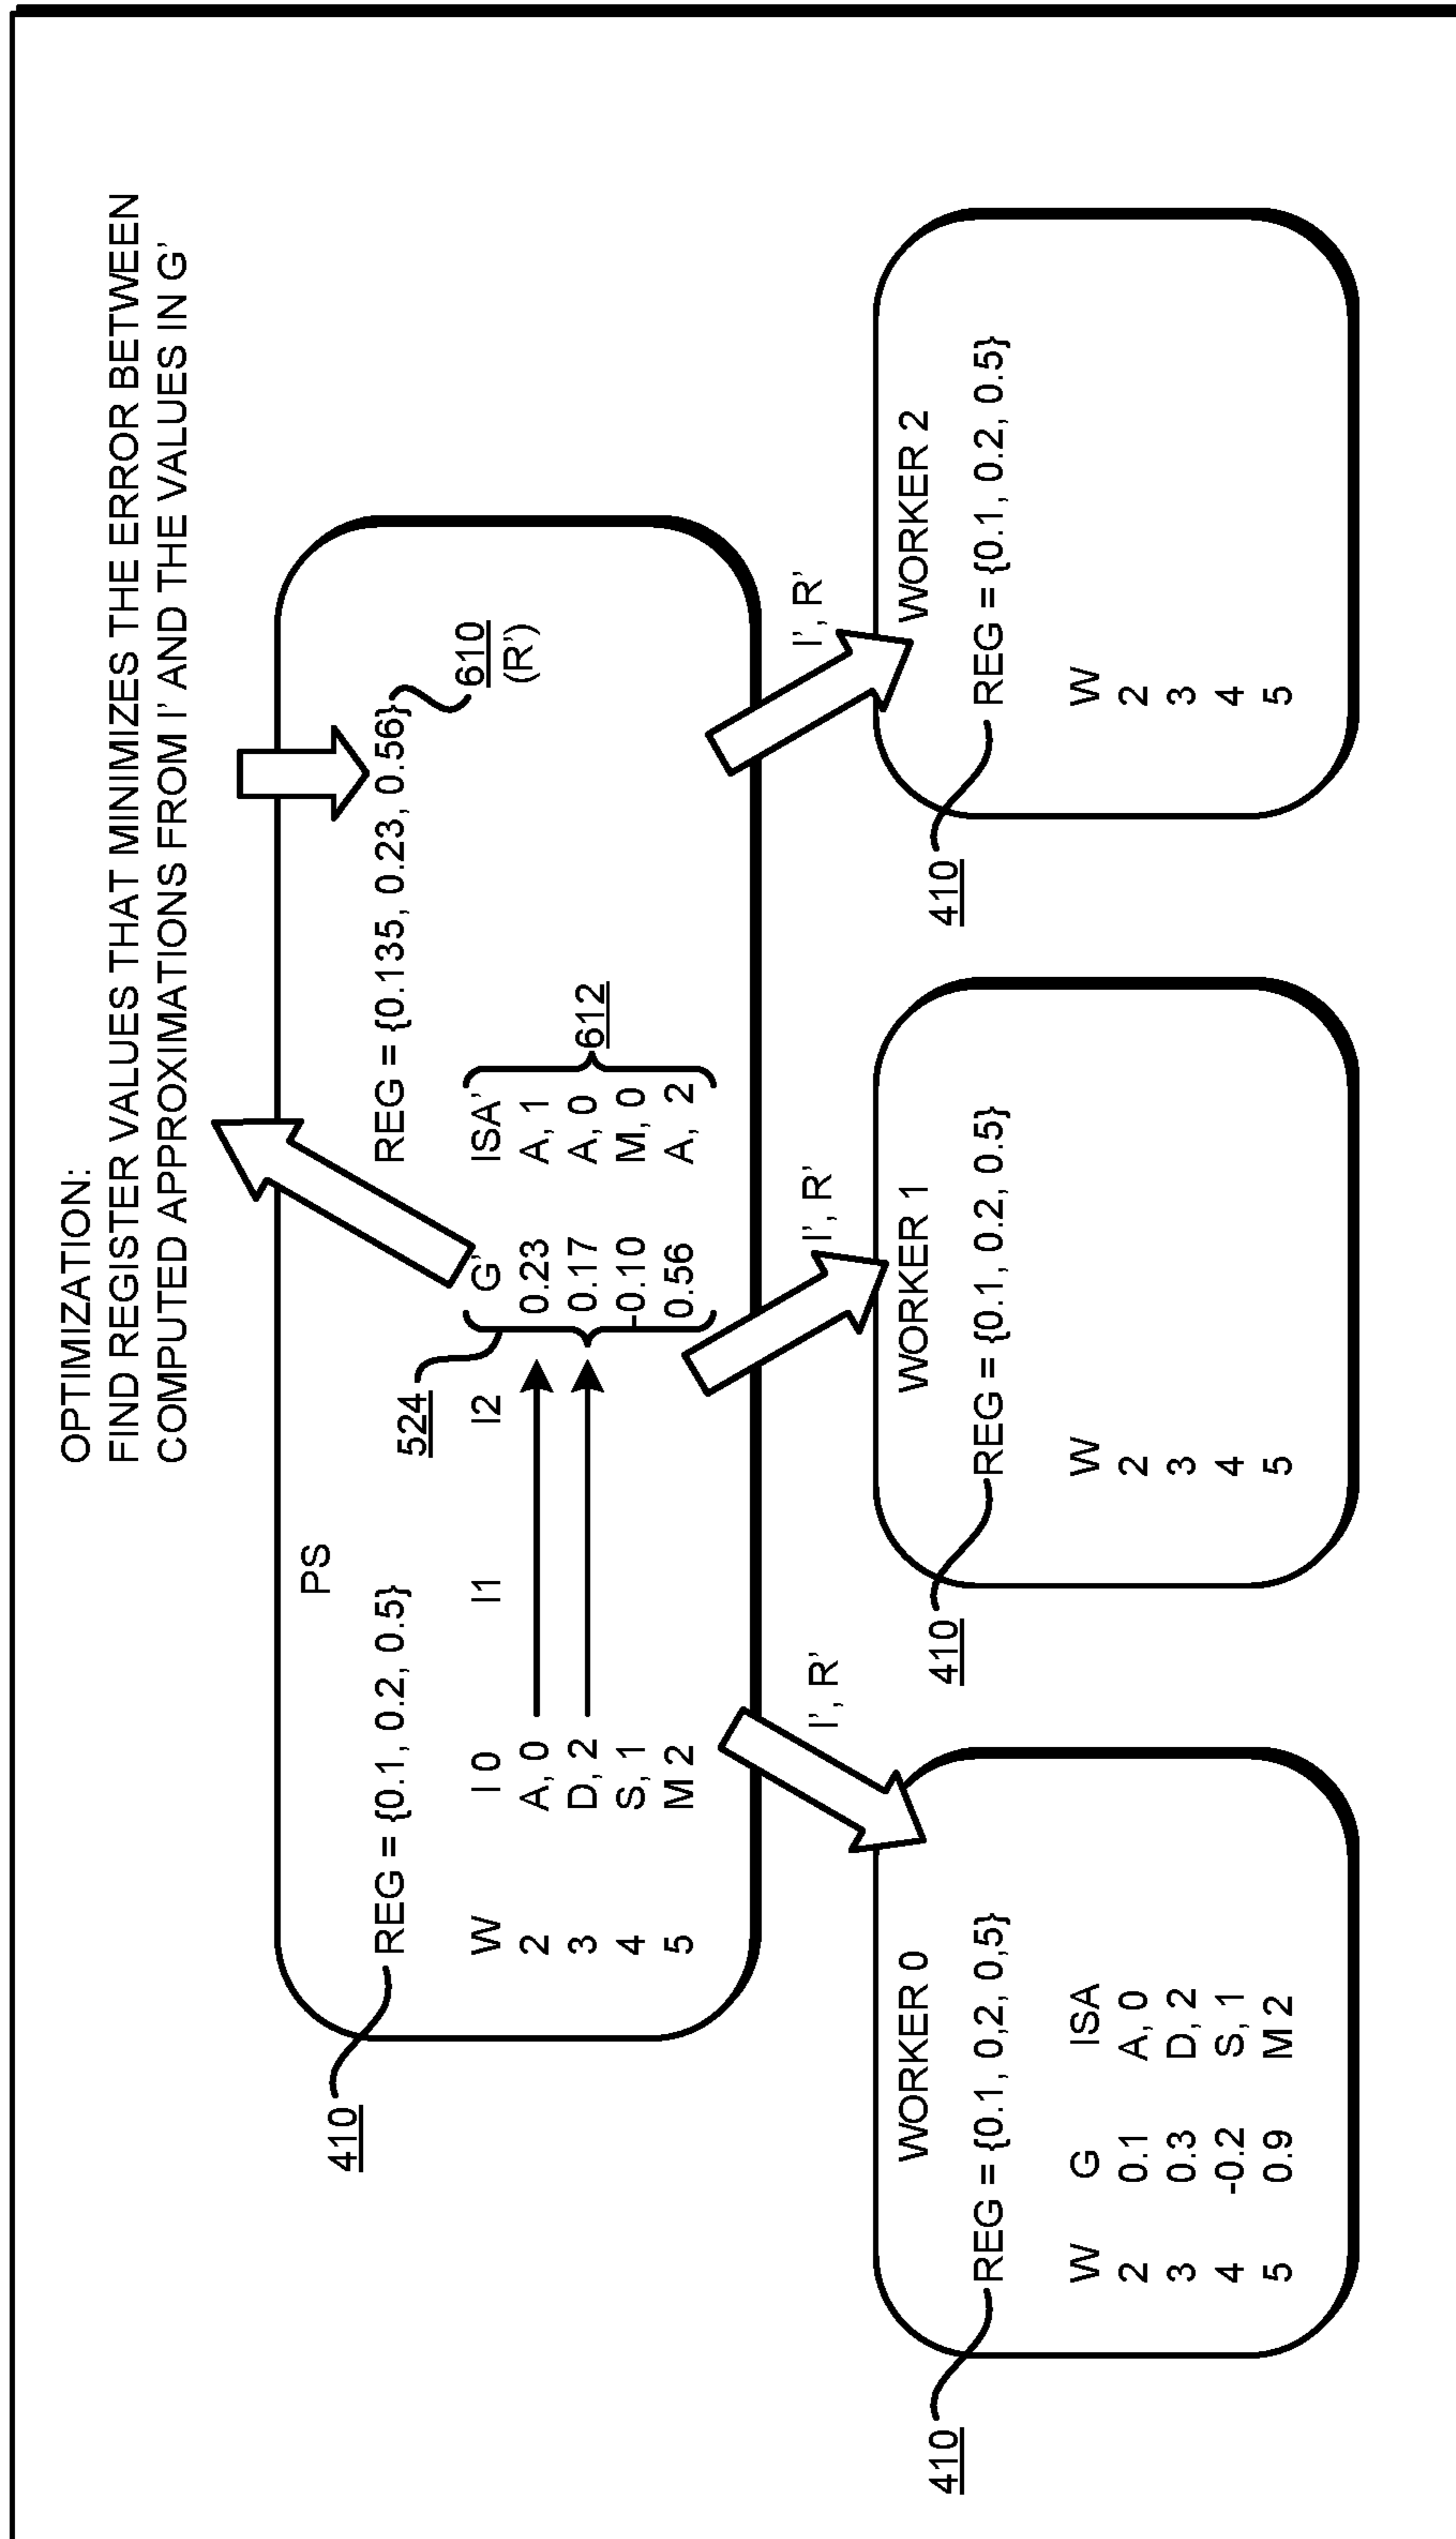 OPTIMIZATION:
FIND REGISTER VALUES THAT MINIMIZES THE ERROR BETWEEN
COMPUTED APPROXIMATIONS FROM I' AND THE VALUES IN G'
PS
410
REG = {0.1, 0.2, 0.5}
REG = {0.135, 0.23, 0.56}
610
(R')
524
W I 0 I1 I2 G' ISA'
2 A, 0 0.23 A, 1
3 D, 2 0.17 A, 0
4 S, 1 -0.10 M, 0
5 M 2 0.56 A, 2
612
I', R'
I', R'
I', R'
WORKER 0
410
REG = {0.1, 0,2, 0,5}
W G ISA
2 0.1 A, 0
3 0.3 D, 2
4 -0.2 S, 1
5 0.9 M 2
WORKER 1
410
REG = {0.1, 0.2, 0.5}
W
2
3
4
5
WORKER 2
410
REG = {0.1, 0.2, 0.5}
W
2
3
4
5